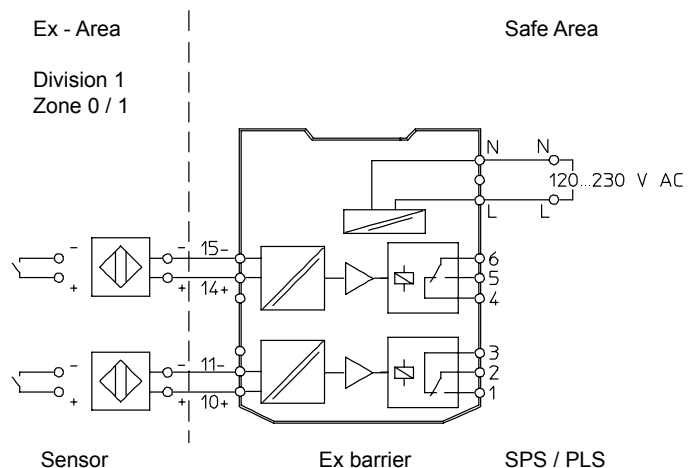 Ex - Area
Safe Area
Division 1
Zone 0 / 1
N N
120...230 V AC
L L
- - 15-
+ + 14+
6
5
4
- - 11-
+ + 10+
3
2
1
Sensor
Ex barrier
SPS / PLS